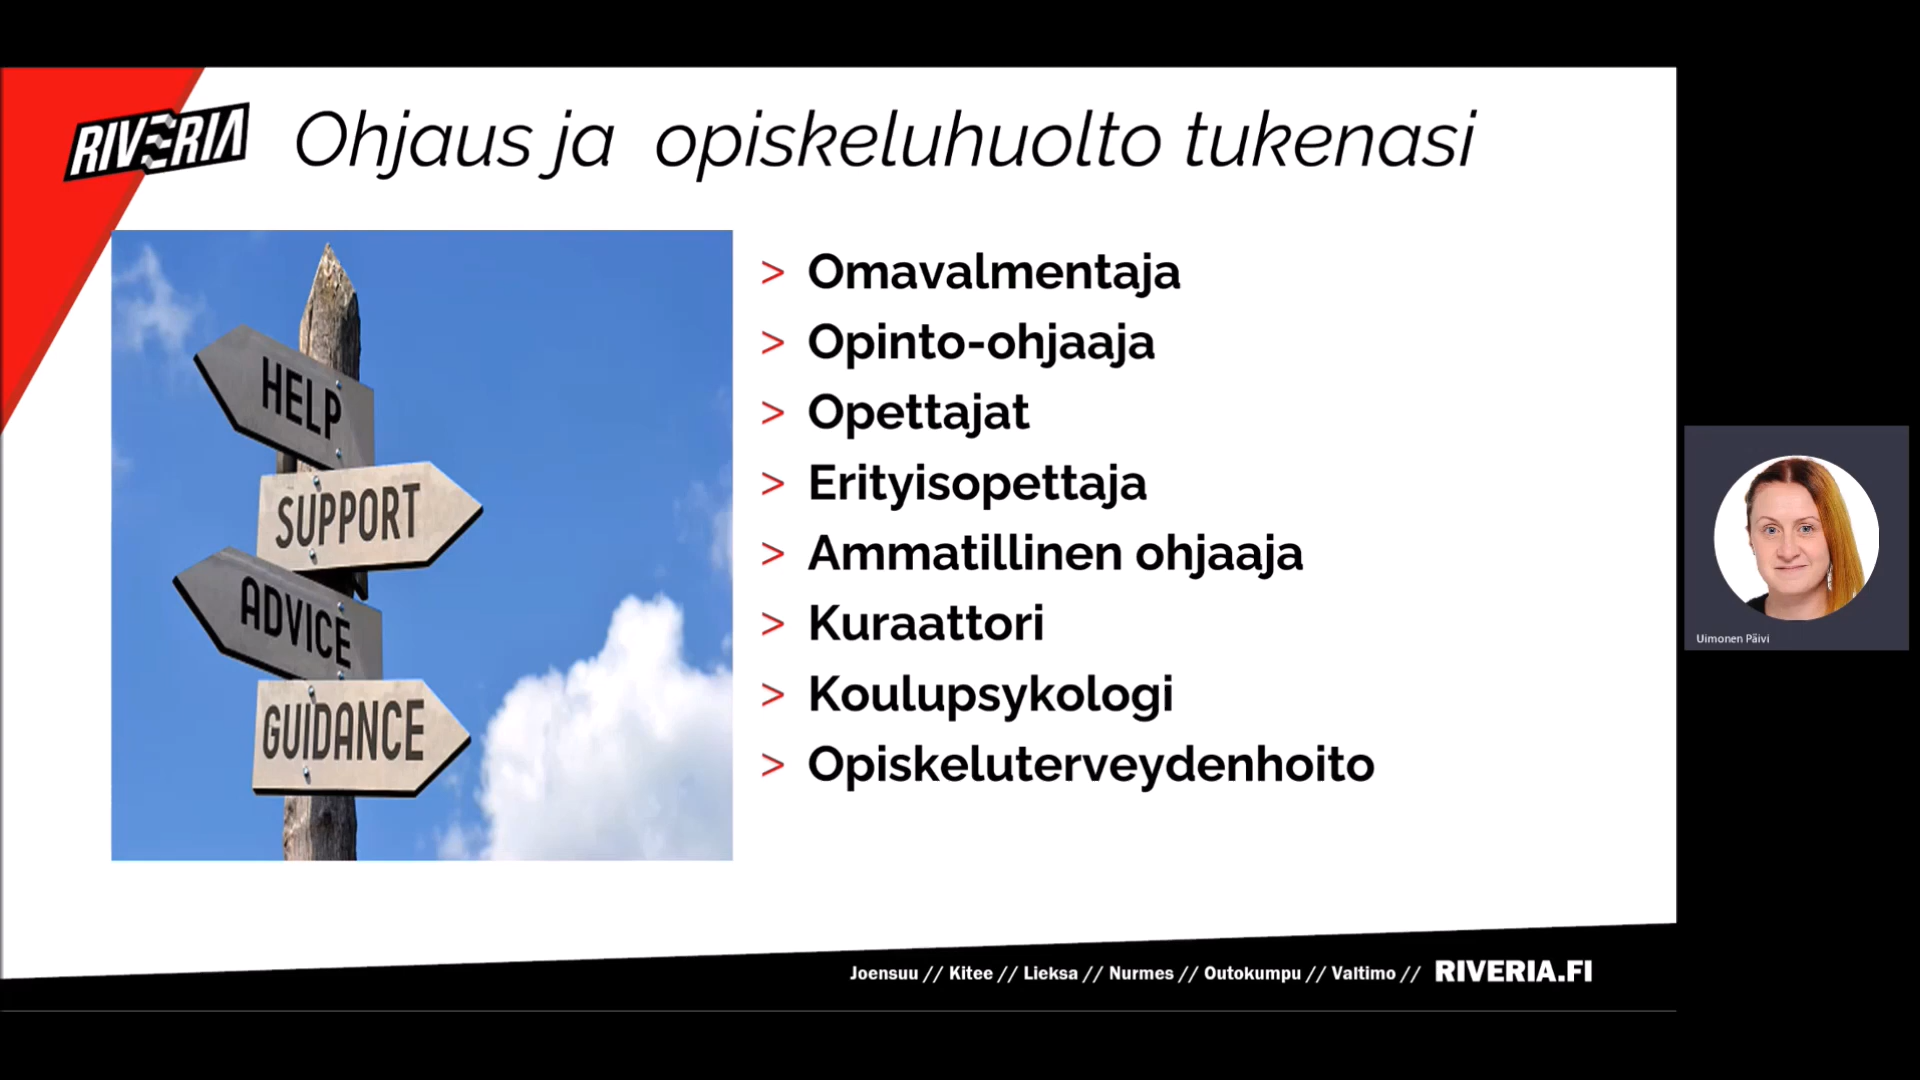 RIVERIA
Ohjaus ja opiskeluhuolto tukenasi
HELP
SUPPORT
ADVICE
GUIDANCE
> Omavalmentaja
> Opinto-ohjaaja
> Opettajat
> Erityisopettaja
> Ammatillinen ohjaaja
> Kuraattori
> Koulupsykologi
> Opiskeluterveydenhoito
Uimonen Päivi
Joensuu // Kitee // Lieksa // Nurmes // Outokumpu // Valtimo // RIVERIA.FI